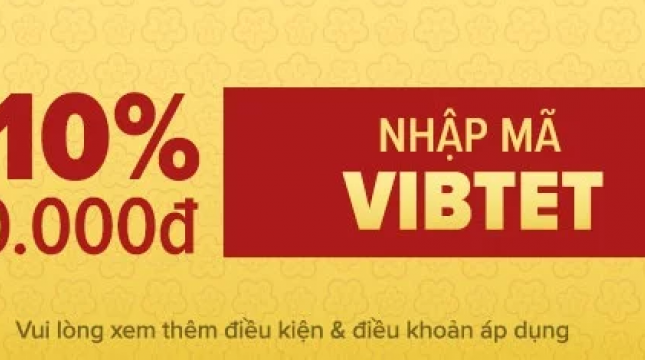 10%
0.000đ
NHẬP MÃ
VIBTET
Vui lòng xem thêm điều kiện & điều khoản áp dụng